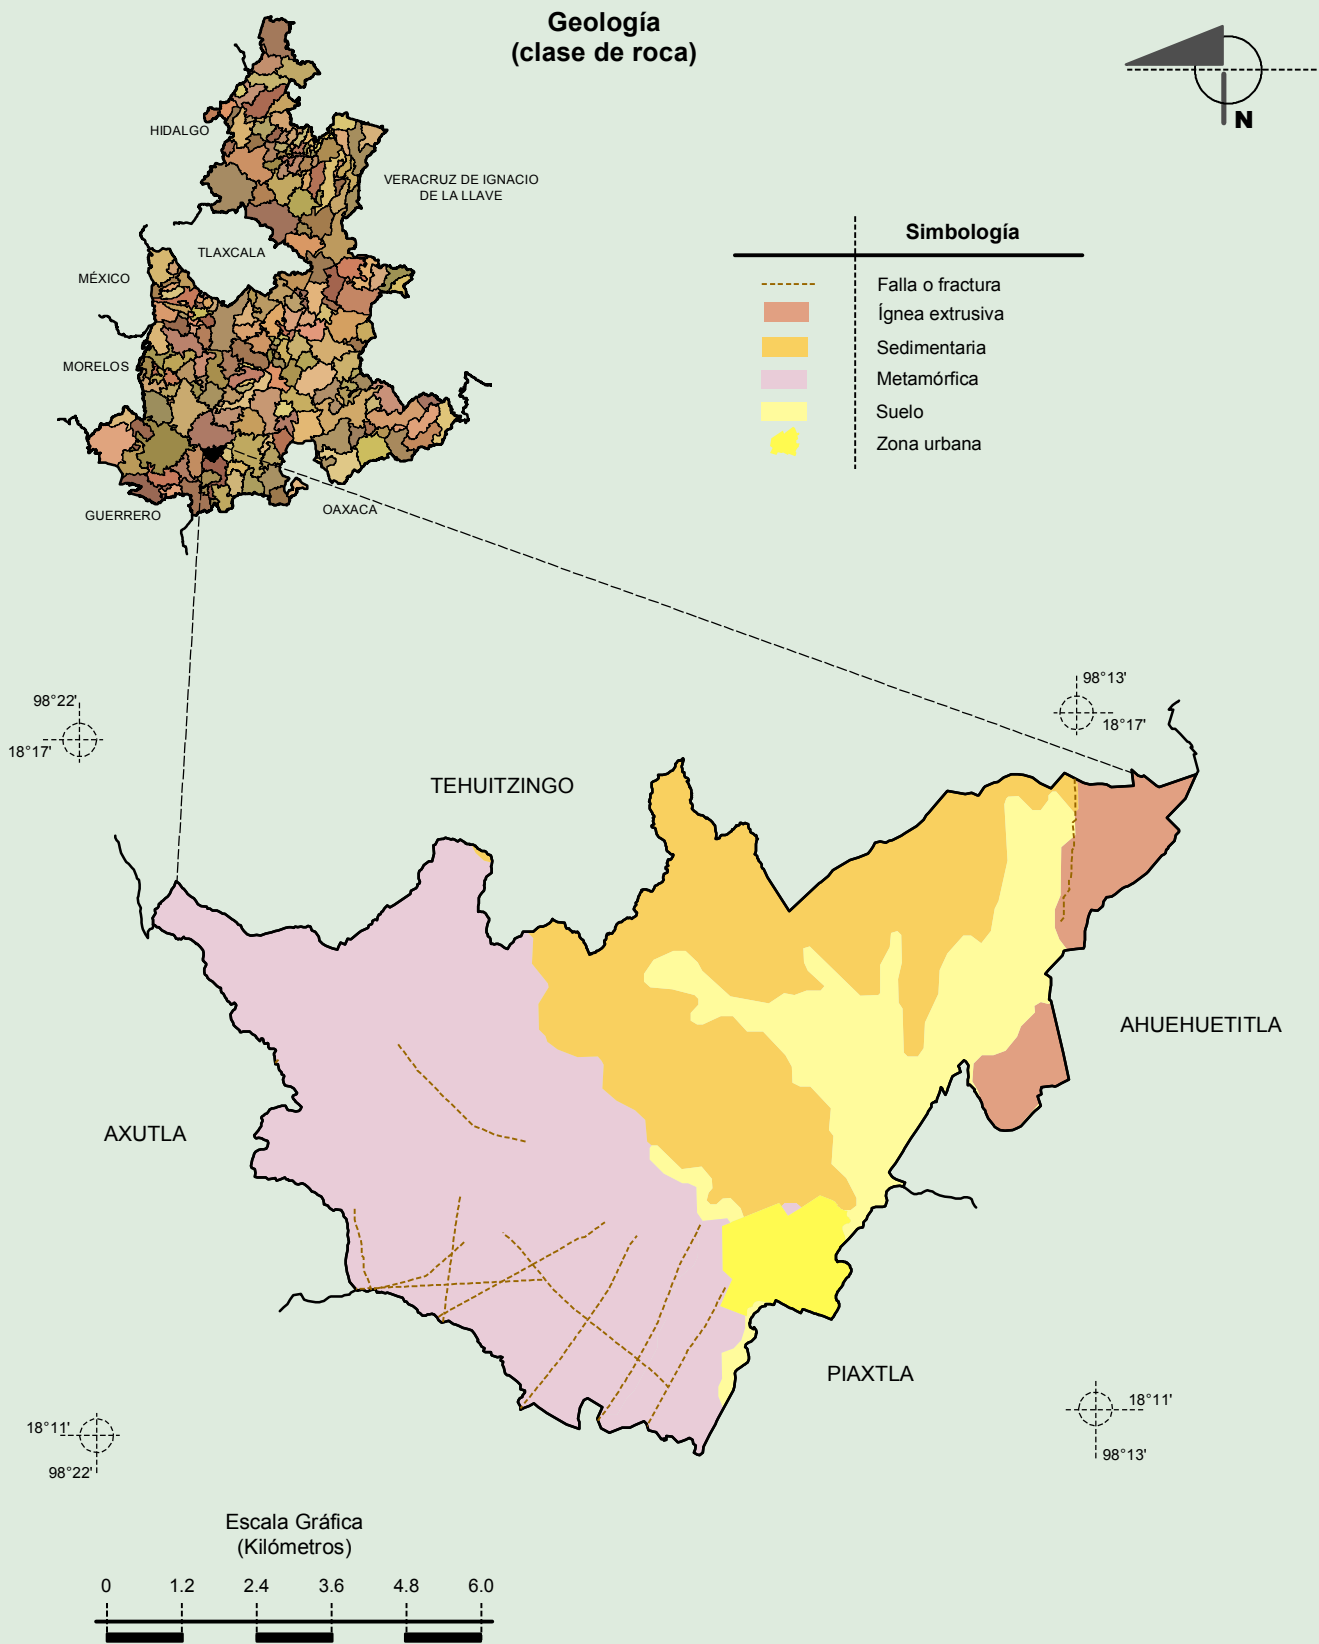 Geología
(clase de roca)
N
HIDALGO
VERACRUZ DE IGNACIO
DE LA LLAVE
TLAXCALA
MÉXICO
MORELOS
GUERRERO
OAXACA
Simbología
Falla o fractura
Ígnea extrusiva
Sedimentaria
Metamórfica
Suelo
Zona urbana
98°22'
18°17'
98°13'
18°17'
TEHUITZINGO
AHUEHUETITLA
AXUTLA
PIAXTLA
18°11'
98°22'
18°11'
98°13'
Escala Gráfica
(Kilómetros)
0 1.2 2.4 3.6 4.8 6.0